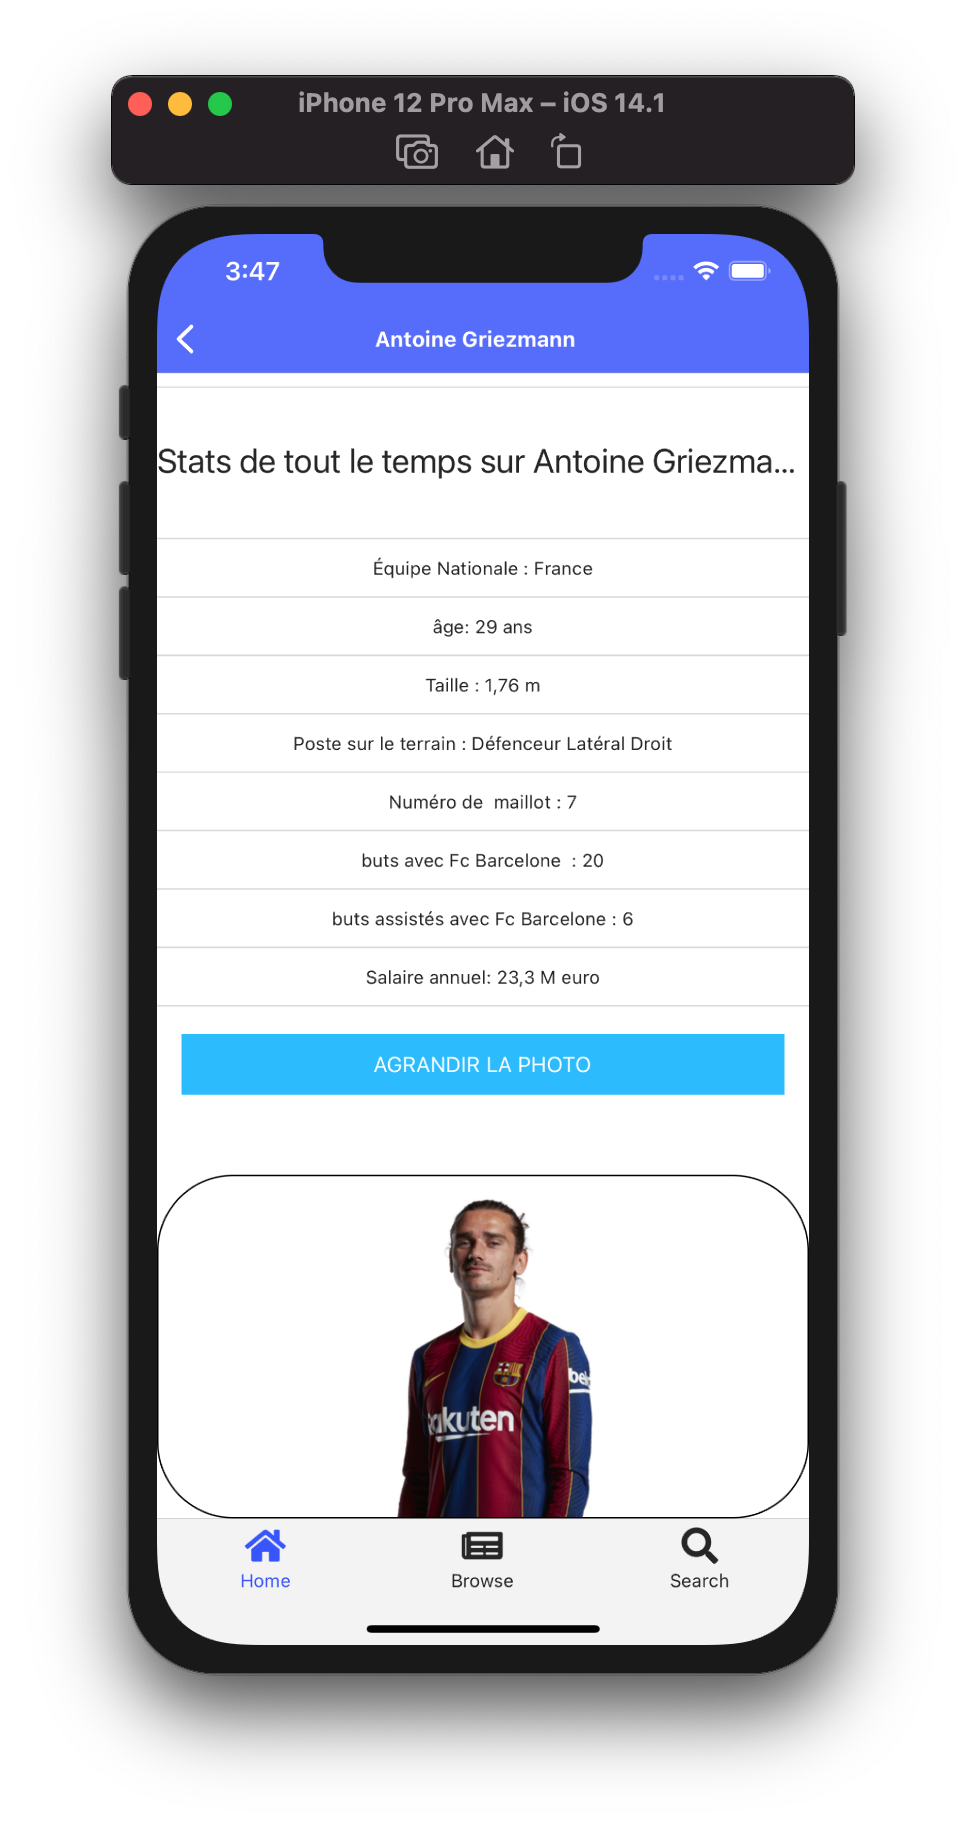 iPhone 12 Pro Max – iOS 14.1
3:47
Antoine Griezmann
Stats de tout le temps sur Antoine Griezma...
Équipe Nationale : France
âge: 29 ans
Taille : 1,76 m
Poste sur le terrain : Défenceur Latéral Droit
Numéro de  maillot : 7
buts avec Fc Barcelone  : 20
buts assistés avec Fc Barcelone : 6
Salaire annuel: 23,3 M euro
AGRANDIR LA PHOTO
Rakuten
Home
Browse
Search